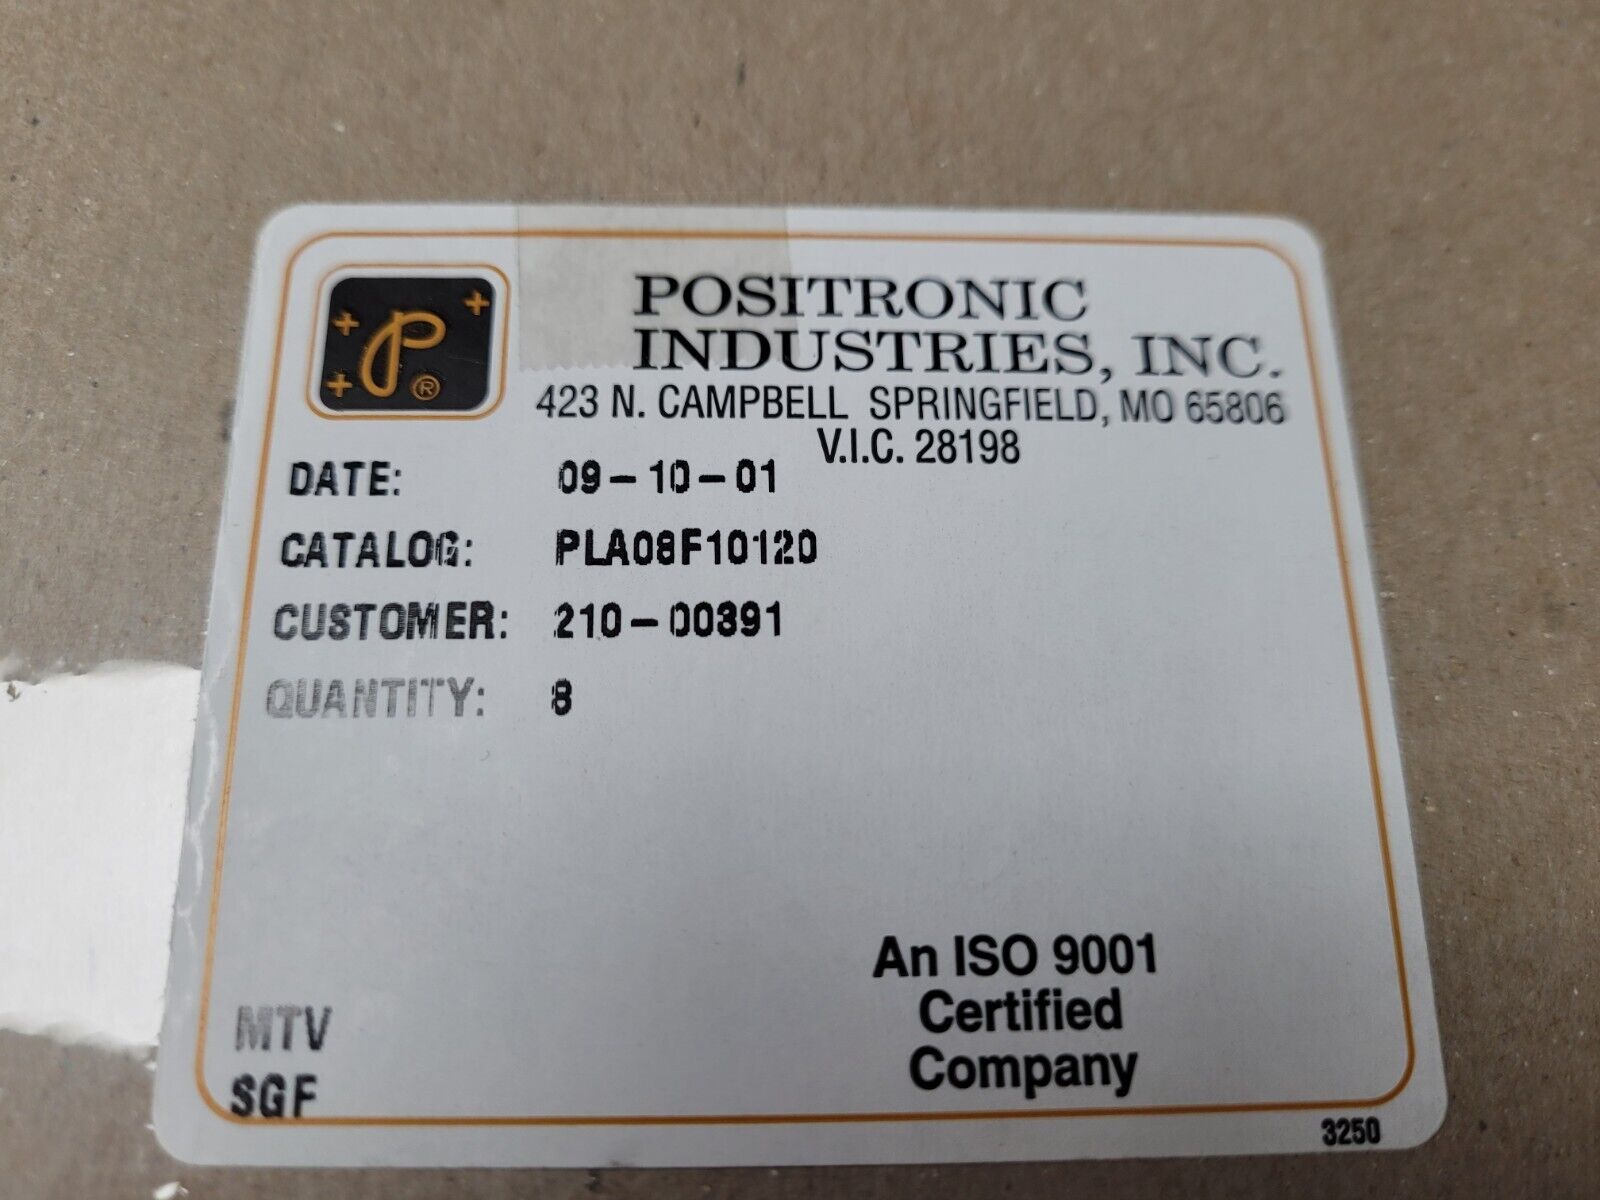 POSITRONIC
INDUSTRIES, INC.
423 N. CAMPBELL SPRINGFIELD, MO 65806
V.I.C. 28198
P ®
DATE: 09-10-01
CATALOG: PLA08F10120
CUSTOMER: 210-00391
QUANTITY: 8
An ISO 9001
Certified
Company
MTV
SGF
3250